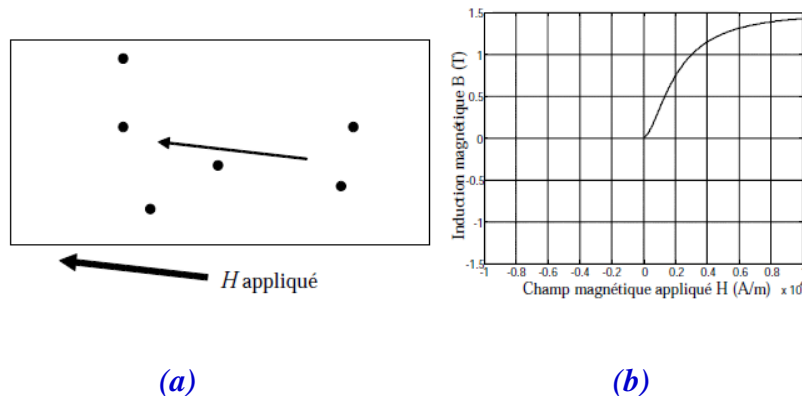 H appliqué
(a)
Induction magnétique B (T)
1.5
1
0.5
0
-0.5
-1
-1.5
-1 -0.8 -0.6 -0.4 -0.2 0 0.2 0.4 0.6 0.8
Champ magnétique appliqué H (A/m) x 10
(b)